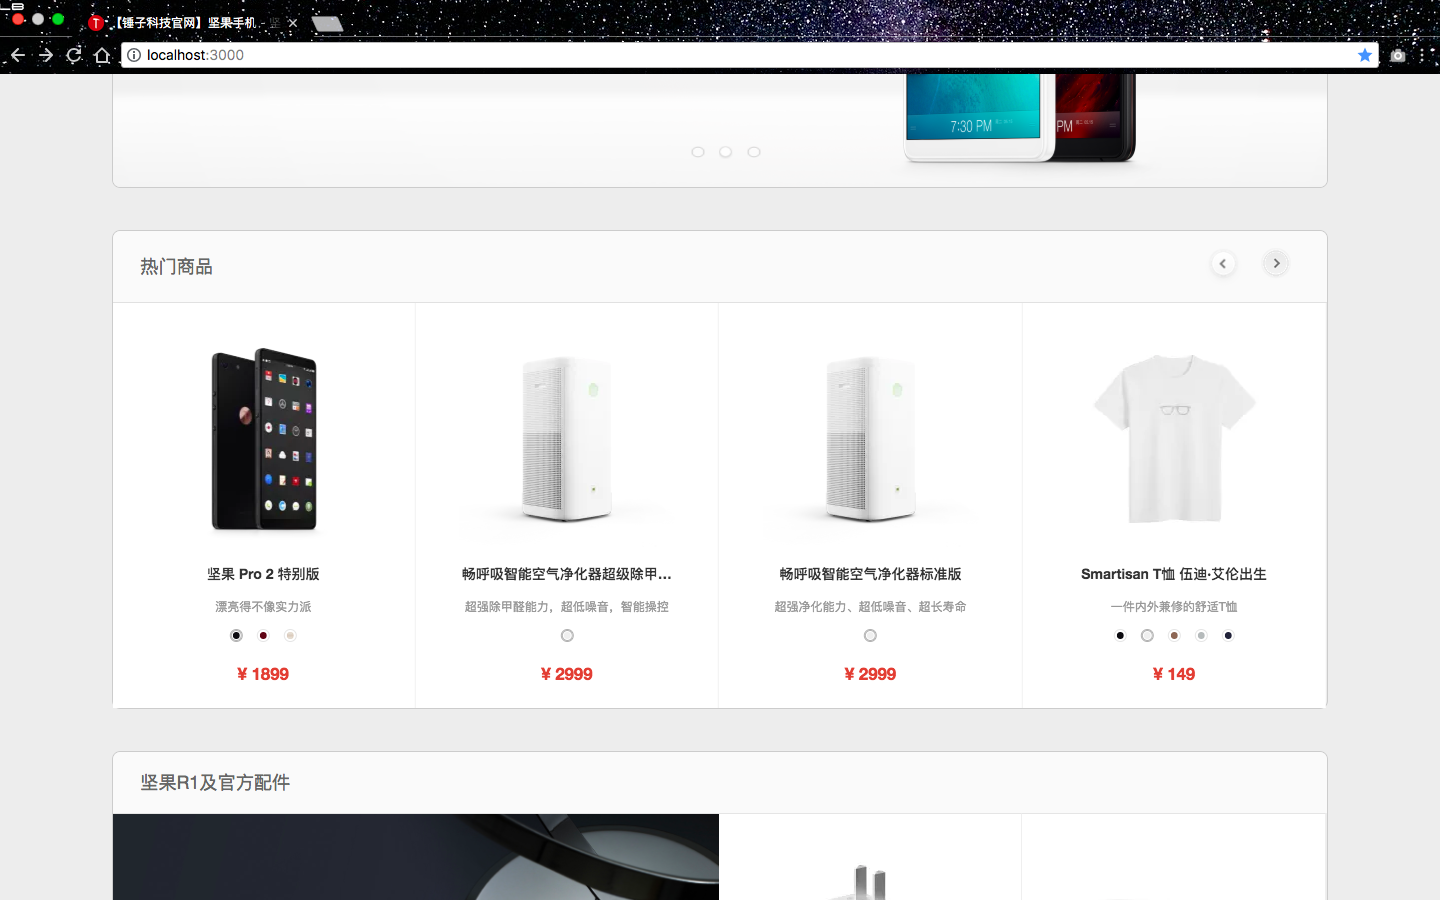 【锤子科技官网】坚果手机 - 坚
localhost:3000
7:30 PM
PM
热门商品
坚果 Pro 2 特别版
漂亮得不像实力派
¥ 1899
畅呼吸智能空气净化器超级除甲...
超强除甲醛能力，超低噪音，智能操控
¥ 2999
畅呼吸智能空气净化器标准版
超强净化能力、超低噪音、超长寿命
¥ 2999
Smartisan T恤 伍迪·艾伦出生
一件内外兼修的舒适T恤
¥ 149
坚果R1及官方配件